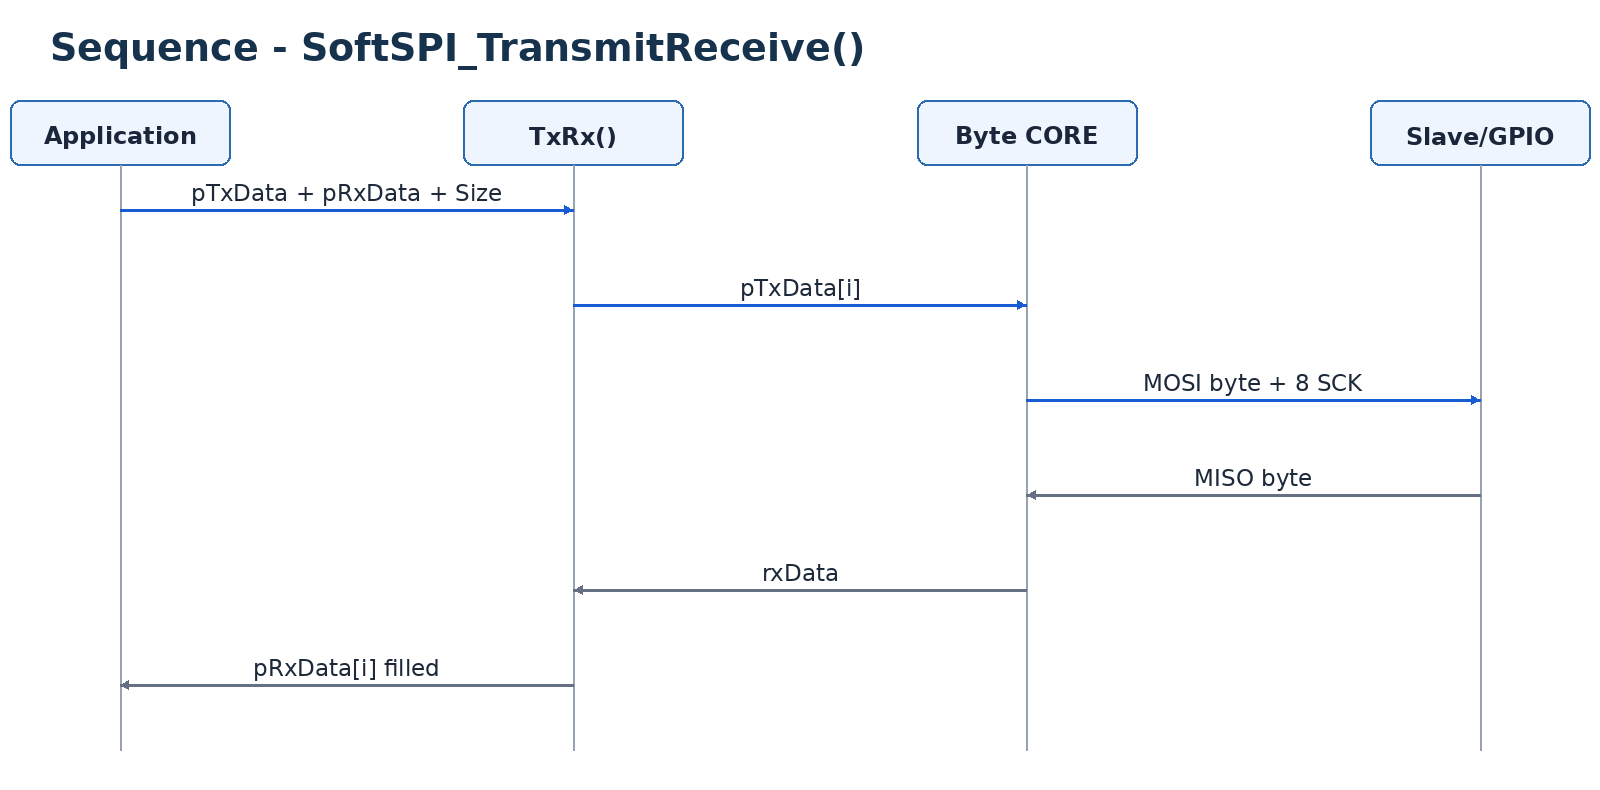 Sequence - SoftSPI_TransmitReceive()
Application
TxRx()
Byte CORE
Slave/GPIO
pTxData + pRxData + Size
pTxData[i]
MOSI byte + 8 SCK
MISO byte
rxData
pRxData[i] filled